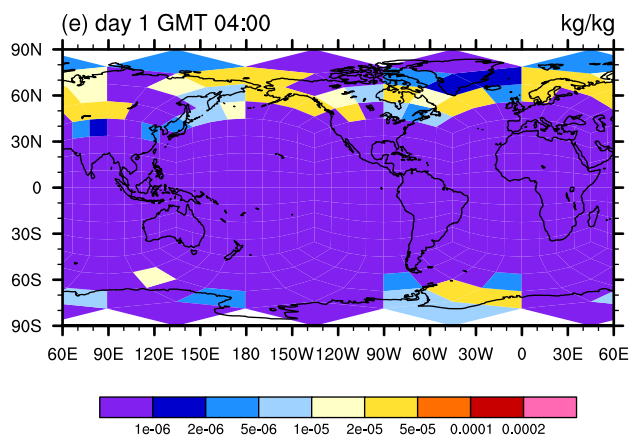 (e) day 1 GMT 04:00 kg/kg
90N
60N
30N
0
30S
60S
90S
60E 90E 120E 150E 180 150W 120W 90W 60W 30W 0 30E 60E
1e-06 2e-06 5e-06 1e-05 2e-05 5e-05 0.0001 0.0002